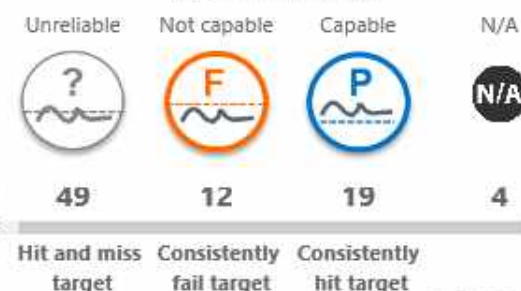 Unreliable Not capable Capable N/A
? F P N/A
49 12 19 4
Hit and miss Consistently Consistently
target fail target hit target